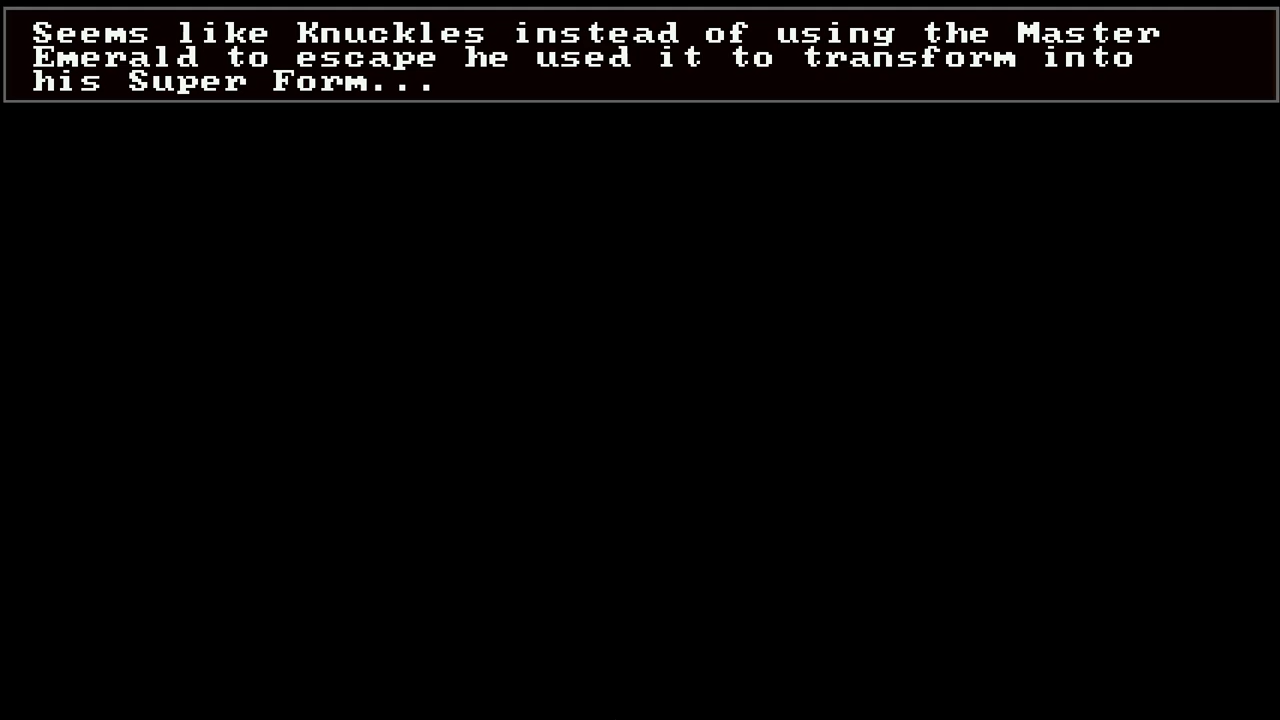 Seems like Knuckles instead of using the Master
Emerald to escape he used it to transform into
his Super Form...